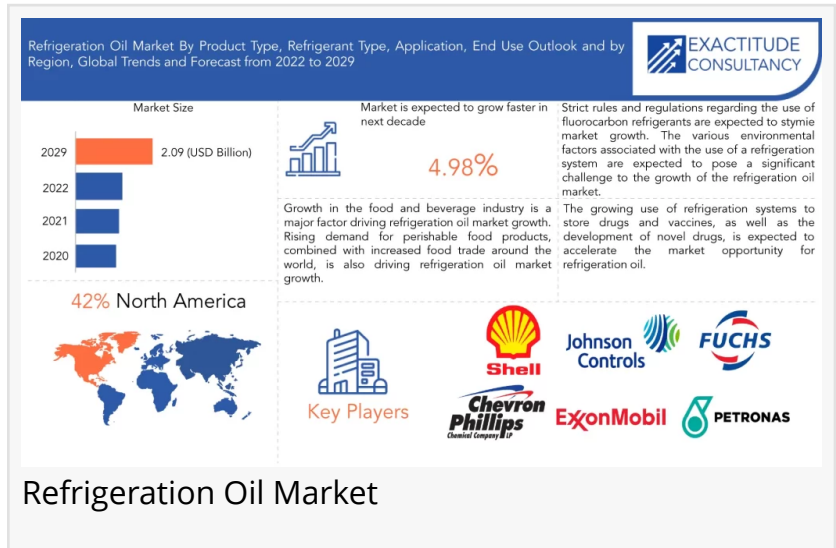 Refrigeration Oil Market By Product Type, Refrigerant Type, Application, End Use Outlook and by
Region, Global Trends and Forecast from 2022 to 2029
EXACTITUDE
CONSULTANCY
Market Size
2029
2.09 (USD Billion)
2022
2021
2020
Market is expected to grow faster in
next decade
4.98%
Strict rules and regulations regarding the use of
fluorocarbon refrigerants are expected to stymie
market growth. The various environmental
factors associated with the use of a refrigeration
system are expected to pose a significant
challenge to the growth of the refrigeration oil
market.
Growth in the food and beverage industry is a
major factor driving refrigeration oil market growth.
Rising demand for perishable food products,
combined with increased food trade around the
world, is also driving refrigeration oil market
growth.
The growing use of refrigeration systems to
store drugs and vaccines, as well as the
development of novel drugs, is expected to
accelerate the market opportunity for
refrigeration oil.
42% North America
Key Players
Shell
Johnson
Controls
FUCHS
Chevron
Phillips
Chemical Company LP
ExxonMobil
PETRONAS
Refrigeration Oil Market